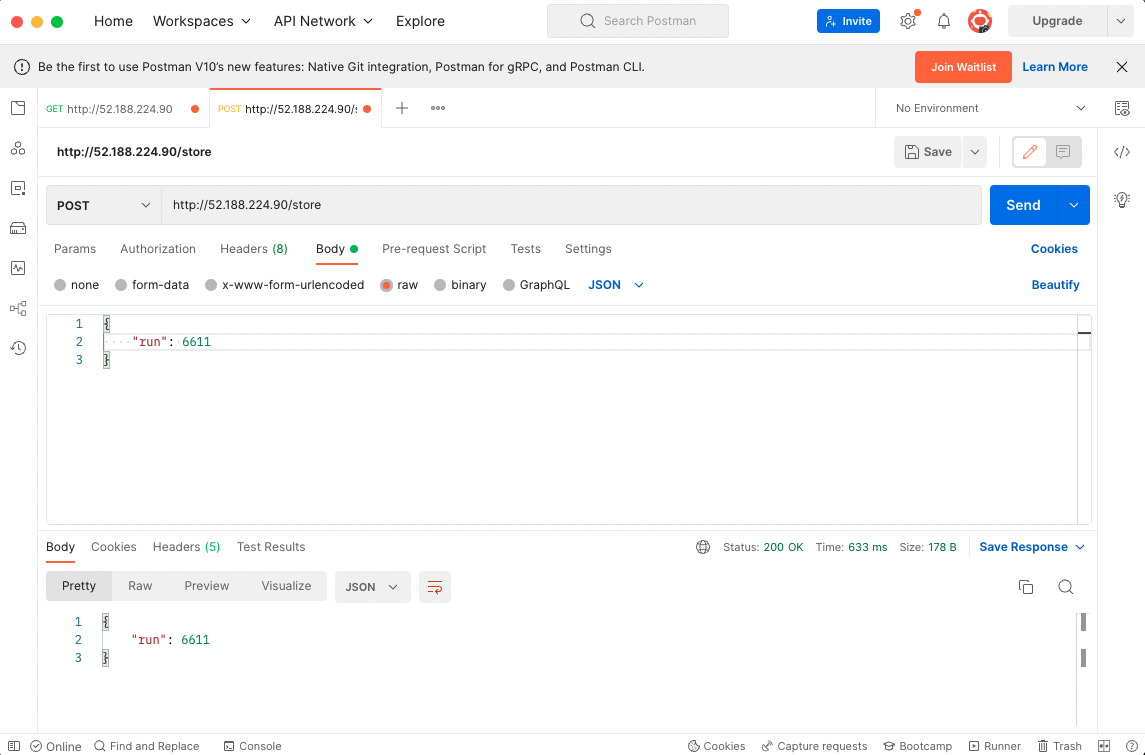 Home Workspaces API Network Explore Search Postman Invite Upgrade
Be the first to use Postman V10's new features: Native Git integration, Postman for gRPC, and Postman CLI. Join Waitlist Learn More
GET http://52.188.224.90 POST http://52.188.224.90/s No Environment
http://52.188.224.90/store Save
POST http://52.188.224.90/store Send
Params Authorization Headers (8) Body Pre-request Script Tests Settings Cookies
none form-data x-www-form-urlencoded raw binary GraphQL JSON Beautify
1 {
2 "run": 6611
3 }
Body Cookies Headers (5) Test Results Status: 200 OK Time: 633 ms Size: 178 B Save Response
Pretty Raw Preview Visualize JSON
1 {
2 "run": 6611
3 }
Online Find and Replace Console Cookies Capture requests Bootcamp Runner Trash